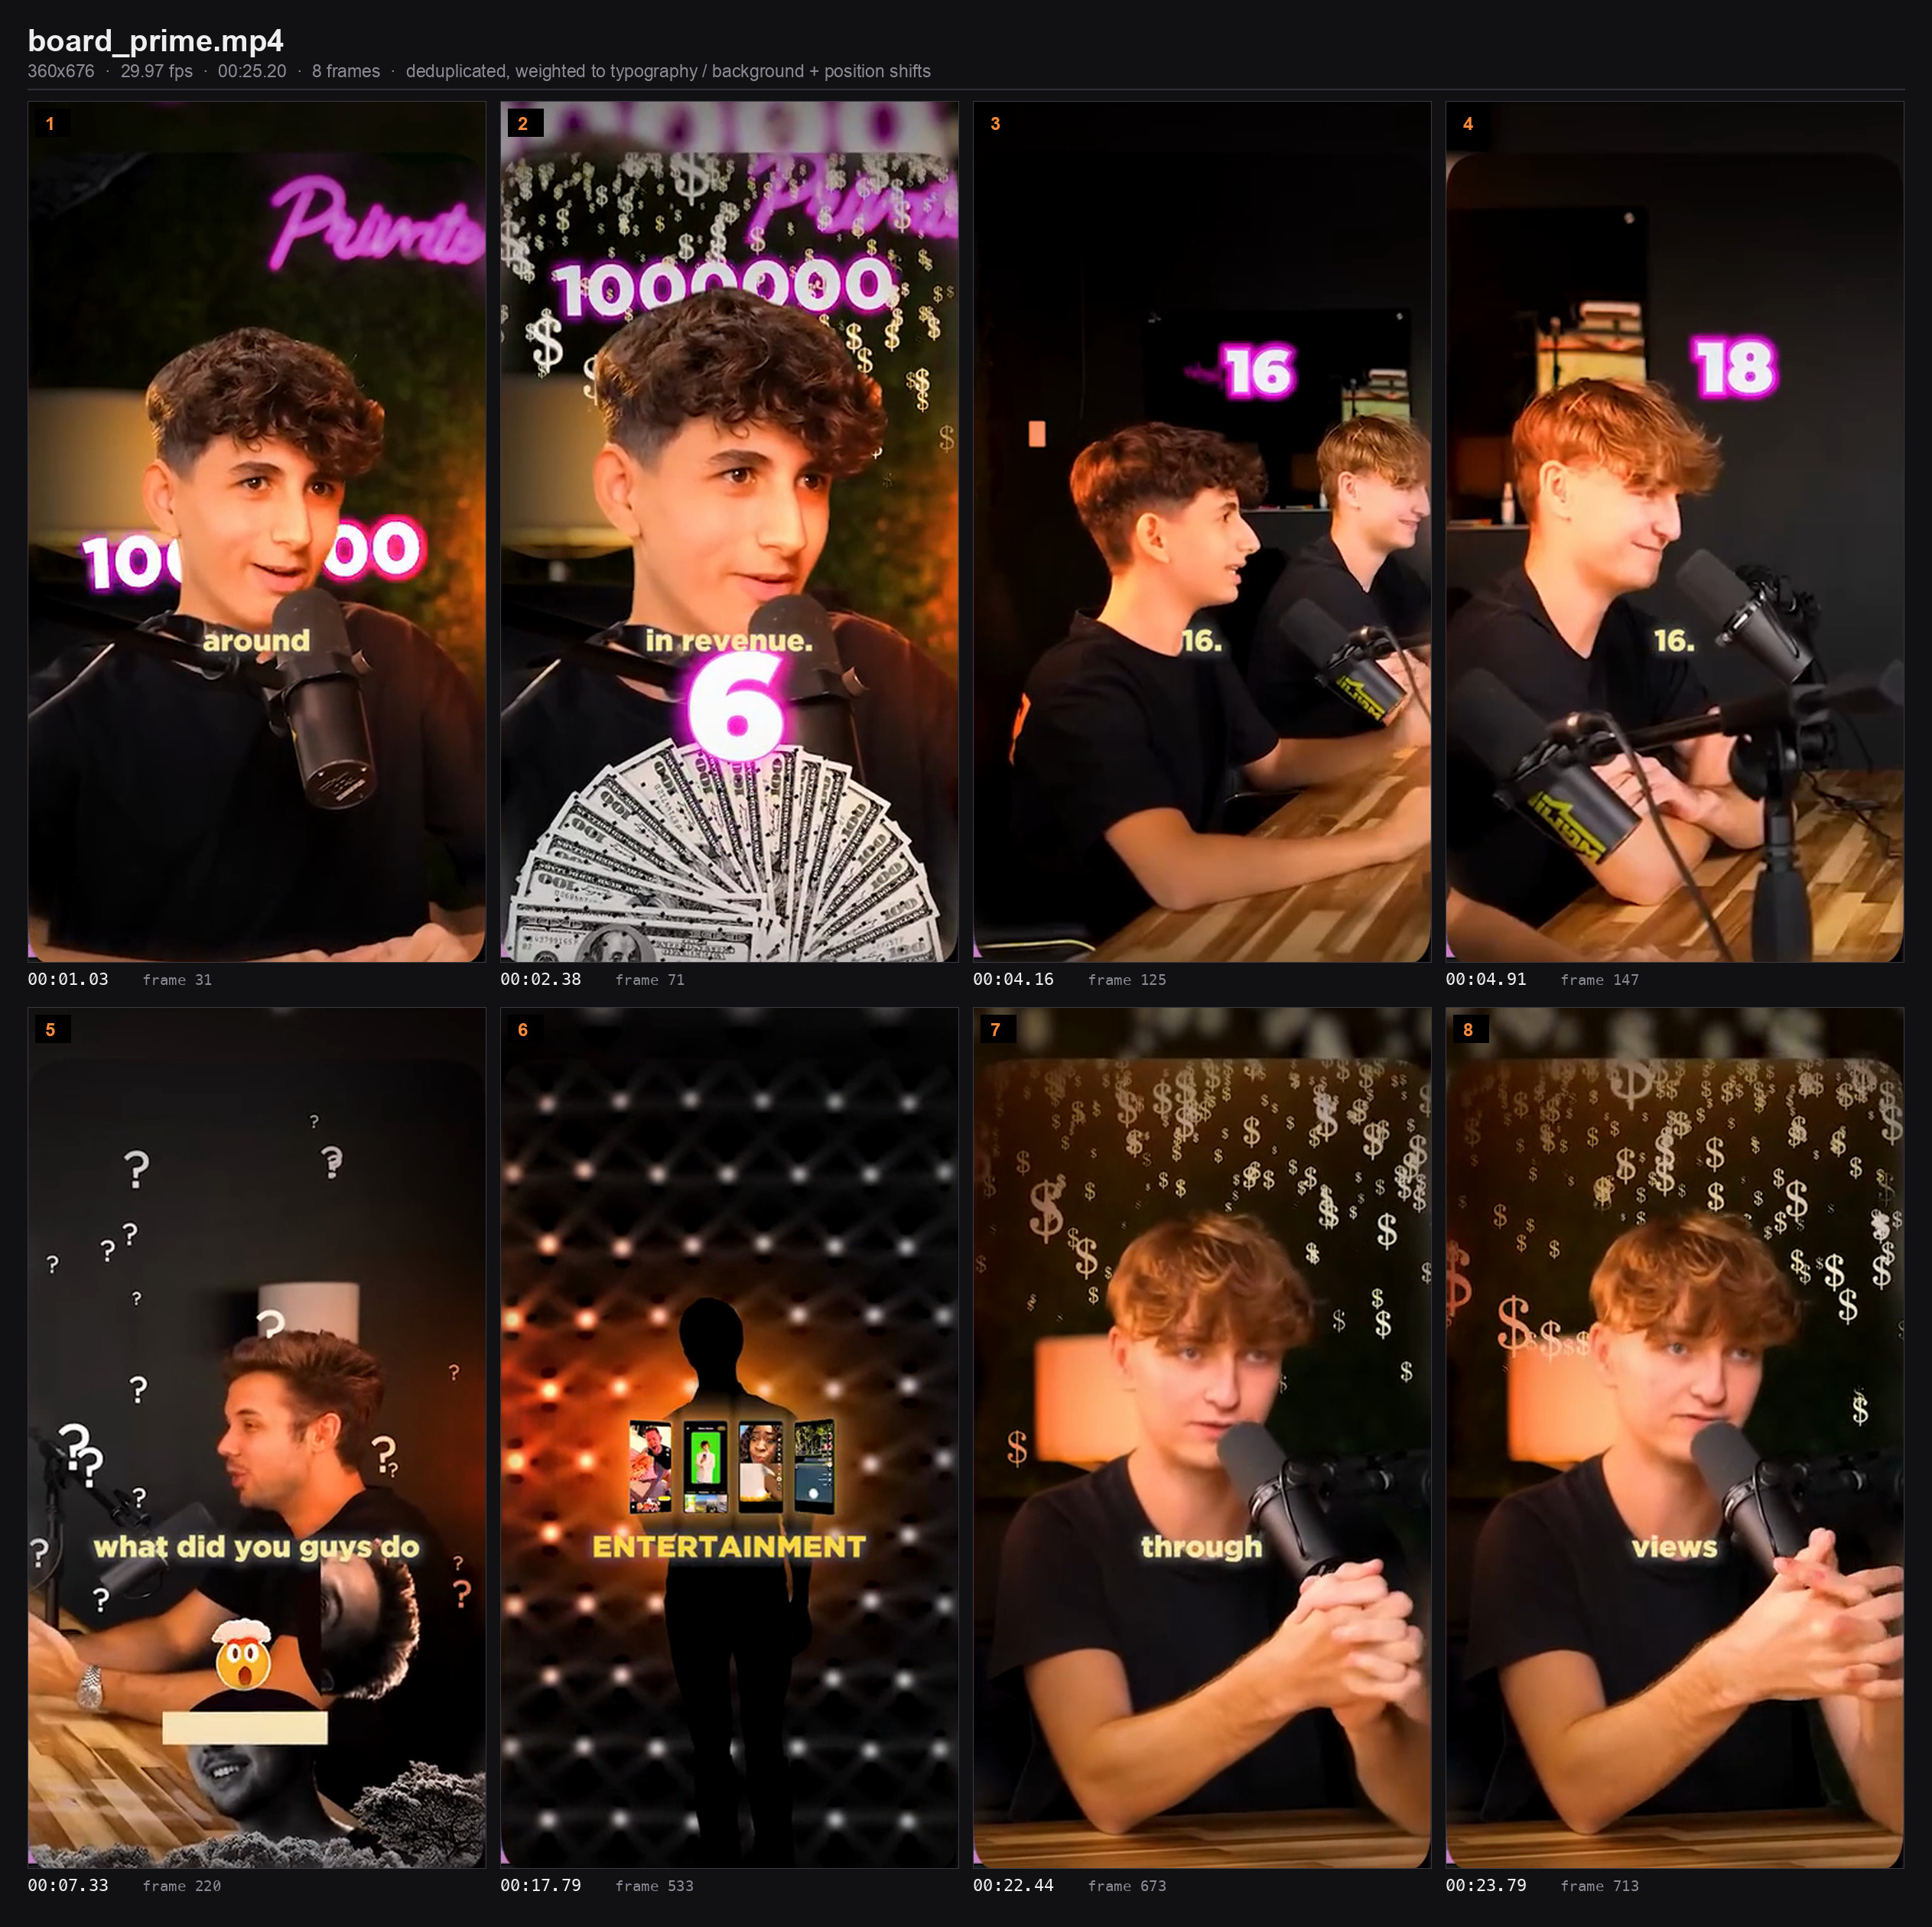 board_prime.mp4
360x676 · 29.97 fps · 00:25.20 · 8 frames · deduplicated, weighted to typography / background + position shifts
1
Private
100
00
around
00:01.03 frame 31
2
Private
1000000
in revenue.
6
00:02.38 frame 71
3
16
16.
00:04.16 frame 125
4
18
16.
00:04.91 frame 147
5
what did you guys do
00:07.33 frame 220
6
ENTERTAINMENT
00:17.79 frame 533
7
through
00:22.44 frame 673
8
views
00:23.79 frame 713